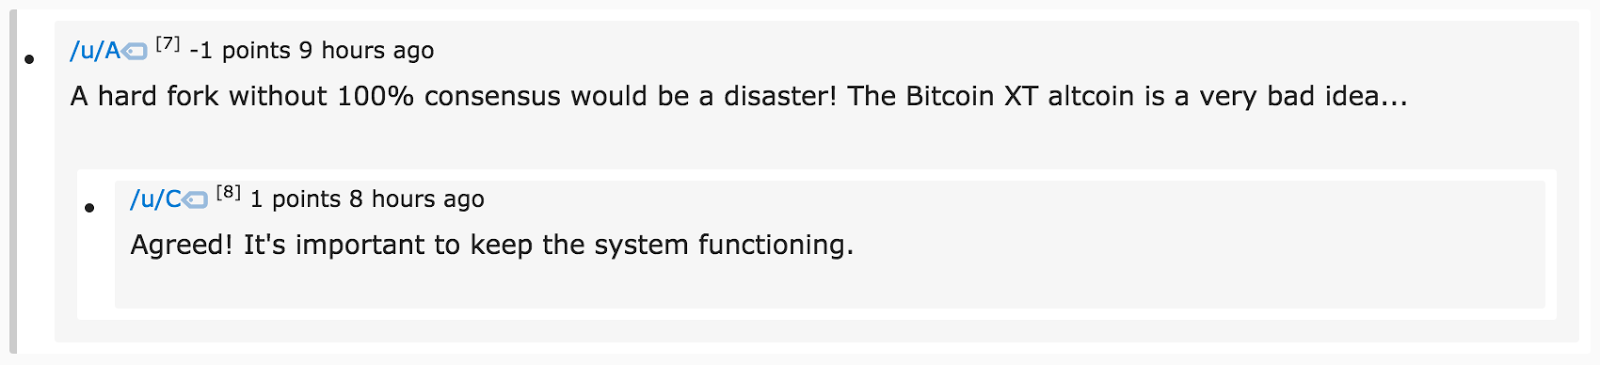 /u/A [7] -1 points 9 hours ago
A hard fork without 100% consensus would be a disaster! The Bitcoin XT altcoin is a very bad idea...
/u/C [8] 1 points 8 hours ago
Agreed! It's important to keep the system functioning.